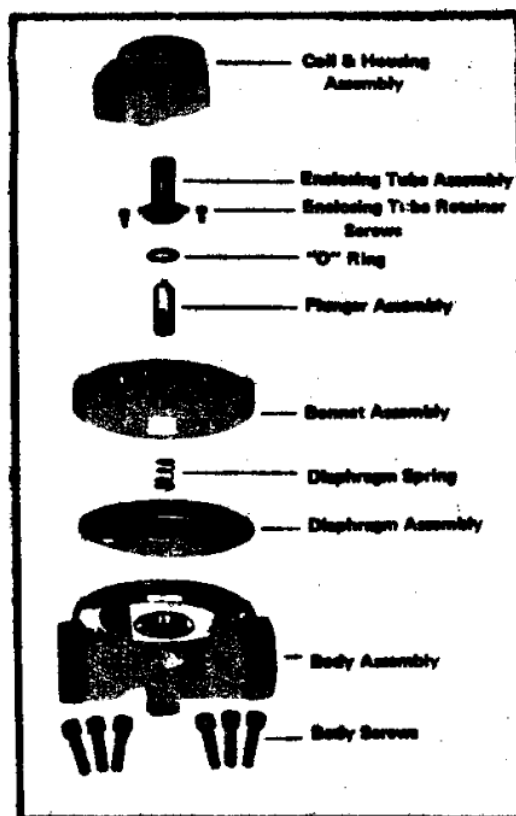 Coil & Housing
Assembly
Enclosing Tube Assembly
Enclosing Tube Retainer
Screws
"O" Ring
Plunger Assembly
Bonnet Assembly
Diaphragm Spring
Diaphragm Assembly
Body Assembly
Body Screws